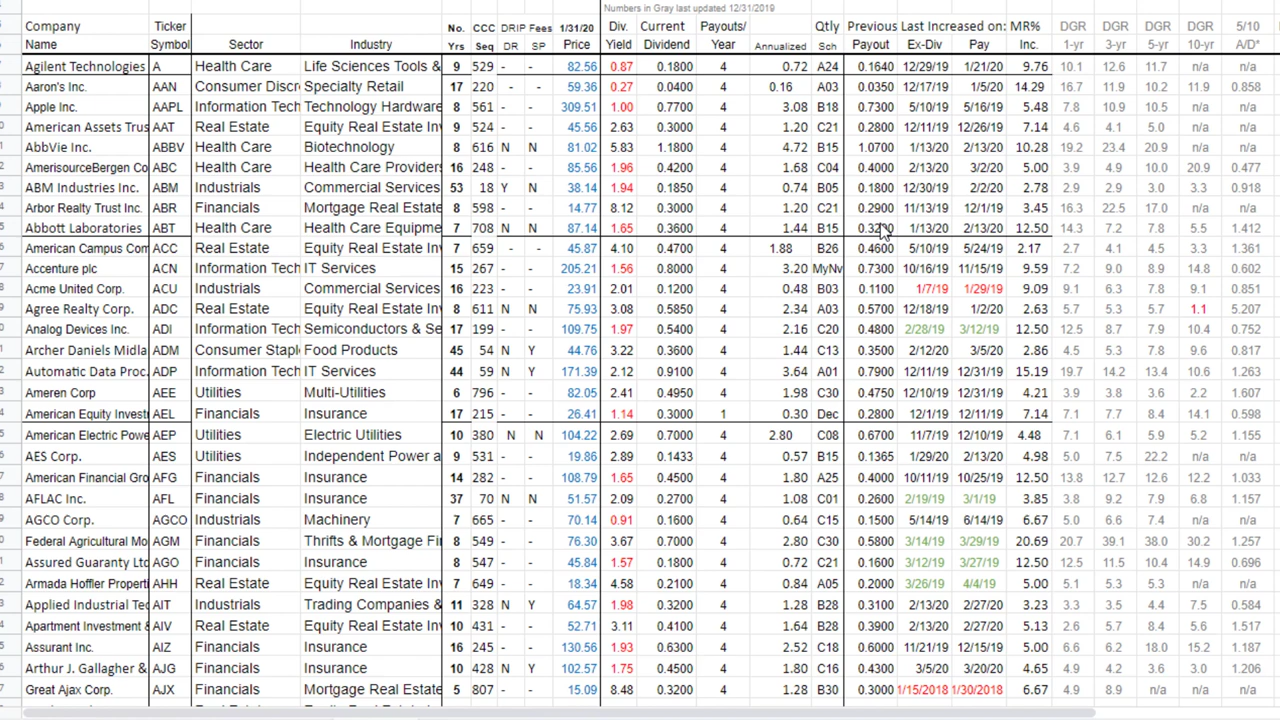 Numbers in Gray last updated 12/31/2019
Company Ticker No. CCC DRIP Fees 1/31/20 Div. Current Payouts/ Qtly Previous Last Increased on: MR% DGR DGR DGR DGR 5/10
Name Symbol Sector Industry Yrs Seq DR SP Price Yield Dividend Year Annualized Sch Payout Ex-Div Pay Inc. 1-yr 3-yr 5-yr 10-yr A/D*
Agilent Technologies A Health Care Life Sciences Tools & 9 529 - - 82.56 0.87 0.1800 4 0.72 A24 0.1640 12/29/19 1/21/20 9.76 10.1 12.6 11.7 n/a n/a
Aaron's Inc. AAN Consumer Discr Specialty Retail 17 220 - - 59.36 0.27 0.0400 4 0.16 A03 0.0350 12/17/19 1/5/20 14.29 16.7 11.9 10.2 11.9 0.858
Apple Inc. AAPL Information Tech Technology Hardware 8 561 - - 309.51 1.00 0.7700 4 3.08 B18 0.7300 5/10/19 5/16/19 5.48 7.8 10.9 10.5 n/a n/a
American Assets Trus AAT Real Estate Equity Real Estate Inv 9 524 - - 45.56 2.63 0.3000 4 1.20 C21 0.2800 12/11/19 12/26/19 7.14 4.6 4.1 5.0 n/a n/a
AbbVie Inc. ABBV Health Care Biotechnology 8 616 N N 81.02 5.83 1.1800 4 4.72 B15 1.0700 1/13/20 2/13/20 10.28 19.2 23.4 20.9 n/a n/a
AmerisourceBergen Co ABC Health Care Health Care Providers 16 248 - - 85.56 1.96 0.4200 4 1.68 C04 0.4000 2/13/20 3/2/20 5.00 3.9 4.9 10.0 20.9 0.477
ABM Industries Inc. ABM Industrials Commercial Services 53 18 Y N 38.14 1.94 0.1850 4 0.74 B05 0.1800 12/30/19 2/2/20 2.78 2.9 2.9 3.0 3.3 0.918
Arbor Realty Trust Inc. ABR Financials Mortgage Real Estate 8 598 - - 14.77 8.12 0.3000 4 1.20 C21 0.2900 11/13/19 12/1/19 3.45 16.3 22.5 17.0 n/a n/a
Abbott Laboratories ABT Health Care Health Care Equipme 7 708 N N 87.14 1.65 0.3600 4 1.44 B15 1/13/20 2/13/20 12.50 14.3 7.2 7.8 5.5 1.412
American Campus Com ACC Real Estate Equity Real Estate Inv 7 659 - - 45.87 4.10 0.4700 4 1.88 B26 0.4600 5/10/19 5/24/19 2.17 4.9 4.2 4.5 3.3 1.361
Accenture plc ACN Information Tech IT Services 15 267 - - 205.21 1.56 0.8000 4 3.20 MyNv 0.7300 10/16/19 11/15/19 9.59 7.2 9.0 8.9 14.8 0.602
Acme United Corp. ACU Industrials Commercial Services 16 223 - - 23.91 2.01 0.1200 4 0.48 B03 0.1100 1/7/19 1/29/19 9.09 9.1 6.3 7.8 9.1 0.851
Agree Realty Corp. ADC Real Estate Equity Real Estate Inv 8 611 N N 75.93 3.08 0.5850 4 2.34 A03 0.5700 12/18/19 1/2/20 2.63 5.7 5.3 5.7 1.1 5.207
Analog Devices Inc. ADI Information Tech Semiconductors & Se 17 199 - - 109.75 1.97 0.5400 4 2.16 C20 0.4800 2/28/19 3/12/19 12.50 12.5 8.7 7.9 10.4 0.752
Archer Daniels Midla ADM Consumer Stapl Food Products 45 54 N Y 44.76 3.22 0.3600 4 1.44 C13 0.3500 2/12/20 3/5/20 2.86 4.5 5.3 7.8 9.6 0.817
Automatic Data Proc. ADP Information Tech IT Services 44 59 N Y 171.39 2.12 0.9100 4 3.64 A01 0.7900 12/11/19 12/31/19 15.19 19.7 14.2 13.4 10.6 1.263
Ameren Corp AEE Utilities Multi-Utilities 6 796 - - 82.05 2.41 0.4950 4 1.98 C30 0.4750 12/10/19 12/31/19 4.21 3.9 3.8 3.6 2.2 1.607
American Equity Invest AEL Financials Insurance 17 215 - - 26.41 1.14 0.3000 1 0.30 Dec 0.2800 12/1/19 12/11/19 7.14 7.1 7.7 8.4 14.1 0.598
American Electric Powe AEP Utilities Electric Utilities 10 380 N N 104.22 2.69 0.7000 4 2.80 C08 0.6700 11/7/19 12/10/19 4.48 7.1 6.1 5.9 5.2 1.155
AES Corp. AES Utilities Independent Power a 9 531 - - 19.86 2.89 0.1433 4 0.57 B15 0.1365 1/29/20 2/13/20 4.98 5.0 7.5 22.2 n/a n/a
American Financial Gro AFG Financials Insurance 14 282 - - 108.79 1.65 0.4500 4 1.80 A25 0.4000 10/11/19 10/25/19 12.50 13.8 12.7 12.6 12.2 1.033
AFLAC Inc. AFL Financials Insurance 37 70 N N 51.57 2.09 0.2700 4 1.08 C01 0.2600 2/19/19 3/1/19 3.85 3.8 9.2 7.9 6.8 1.157
AGCO Corp. AGCO Industrials Machinery 7 665 - - 70.14 0.91 0.1600 4 0.64 C15 0.1500 5/14/19 6/14/19 6.67 5.0 6.6 7.4 n/a n/a
Federal Agricultural Mo AGM Financials Thrifts & Mortgage Fi 8 549 - - 76.30 3.67 0.7000 4 2.80 C30 0.5800 3/14/19 3/29/19 20.69 20.7 39.1 38.0 30.2 1.257
Assured Guaranty Ltd AGO Financials Insurance 8 547 - - 45.84 1.57 0.1800 4 0.72 C21 0.1600 3/12/19 3/27/19 12.50 12.5 11.5 10.4 14.9 0.696
Armada Hoffler Properti AHH Real Estate Equity Real Estate Inv 7 649 - - 18.34 4.58 0.2100 4 0.84 A05 0.2000 3/26/19 4/4/19 5.00 5.1 5.3 5.3 n/a n/a
Applied Industrial Tec AIT Industrials Trading Companies & 11 328 N Y 64.57 1.98 0.3200 4 1.28 B28 0.3100 2/13/20 2/27/20 3.23 3.3 3.5 4.4 7.5 0.584
Apartment Investment & AIV Real Estate Equity Real Estate Inv 10 431 - - 52.71 3.11 0.4100 4 1.64 B28 0.3900 2/13/20 2/27/20 5.13 2.6 5.7 8.4 5.6 1.517
Assurant Inc. AIZ Financials Insurance 16 245 - - 130.56 1.93 0.6300 4 2.52 C18 0.6000 11/21/19 12/15/19 5.00 6.2 6.2 18.0 15.2 1.187
Arthur J. Gallagher & AJG Financials Insurance 10 428 N Y 102.57 1.75 0.4500 4 1.80 C16 0.4300 3/5/20 3/20/20 4.65 4.9 4.2 3.6 3.0 1.206
Great Ajax Corp. AJX Financials Mortgage Real Estate 5 807 - - 15.09 8.48 0.3200 4 1.28 B30 0.3000 1/15/2018 1/30/2018 6.67 4.9 8.9 n/a n/a n/a